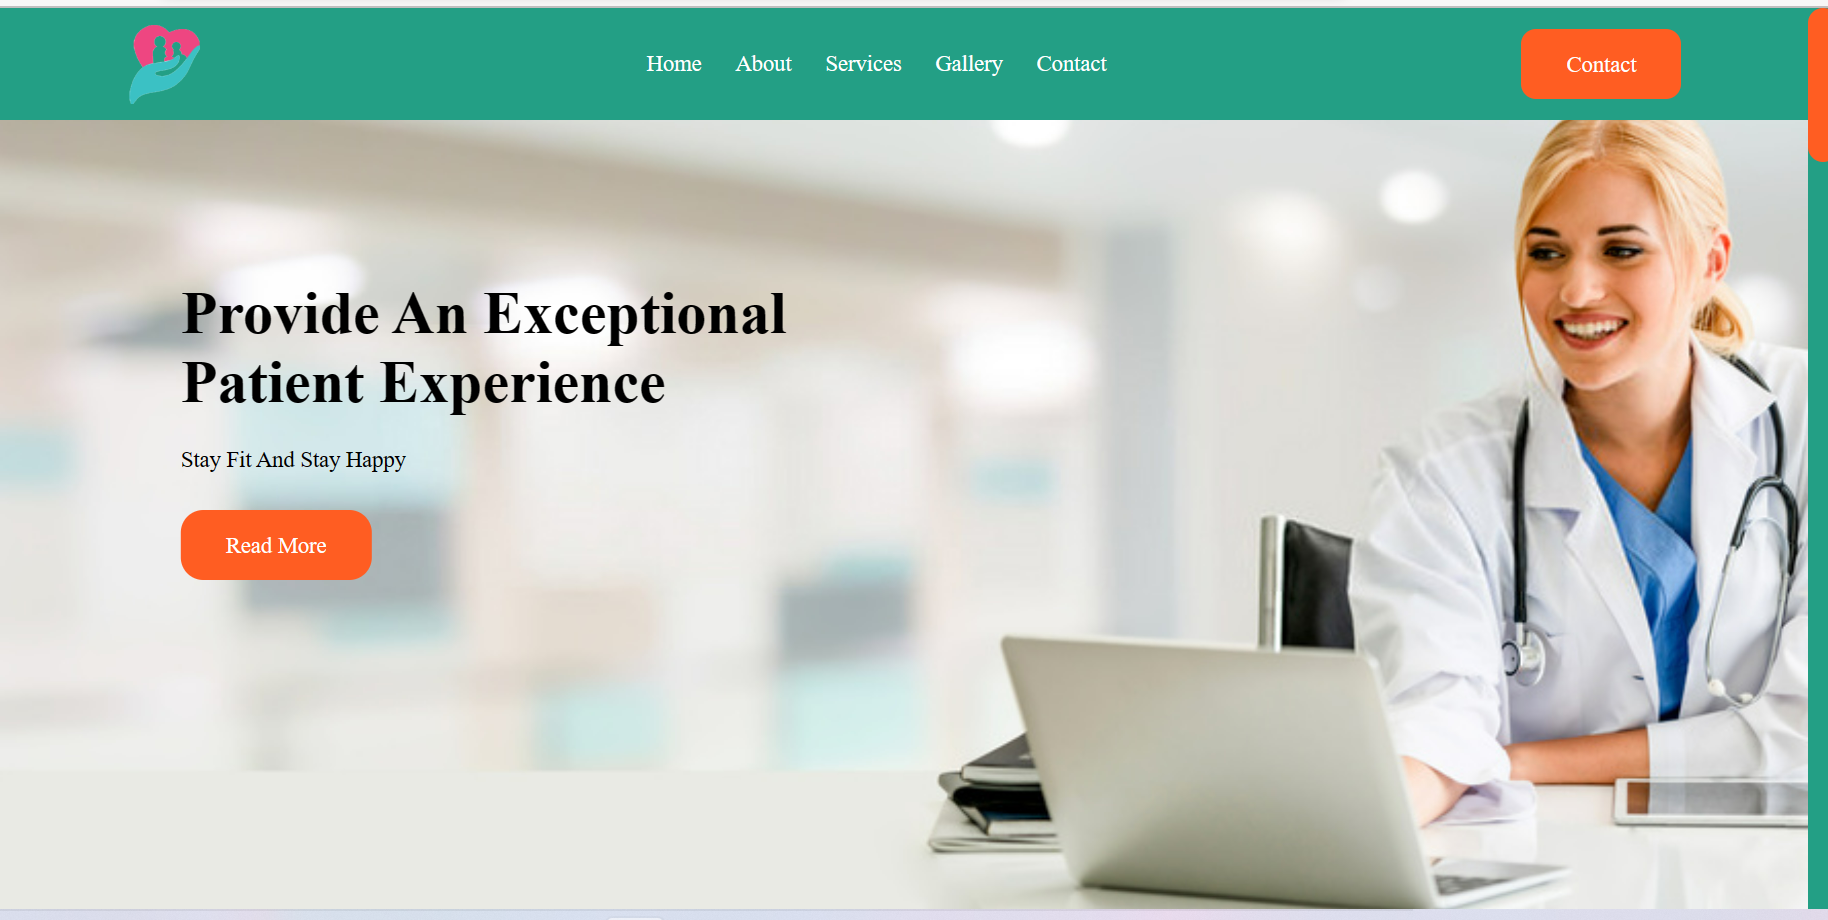 Home
About
Services
Gallery
Contact
Contact
Provide An Exceptional
Patient Experience
Stay Fit And Stay Happy
Read More